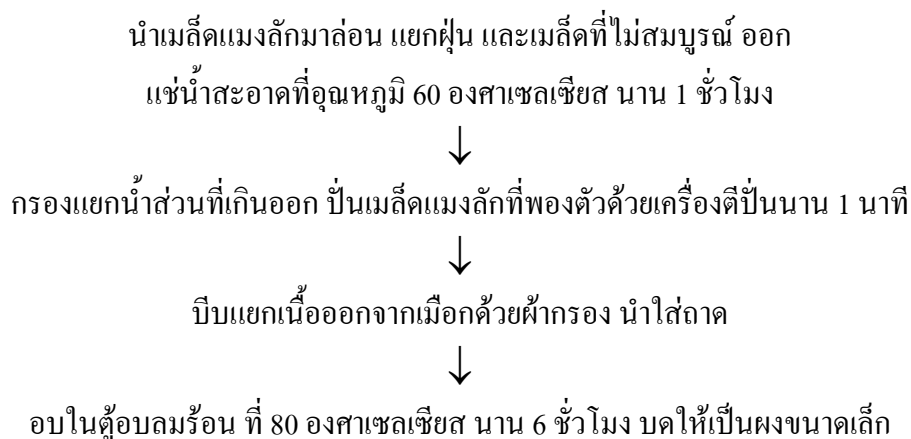 นำเมล็ดแมงลักมาล่อน แยกฝุ่น และเมล็ดที่ไม่สมบูรณ์ ออก
แช่น้ำสะอาดที่อุณหภูมิ 60 องศาเซลเซียส นาน 1 ชั่วโมง
↓
กรองแยกน้ำส่วนที่เกินออก ปั่นเมล็ดแมงลักที่พองตัวด้วยเครื่องตีปั่นนาน 1 นาที
↓
บีบแยกเนื้อออกจากเมือกด้วยผ้ากรอง นำใส่ถาด
↓
อบในตู้อบลมร้อน ที่ 80 องศาเซลเซียส นาน 6 ชั่วโมง บดให้เป็นผงขนาดเล็ก